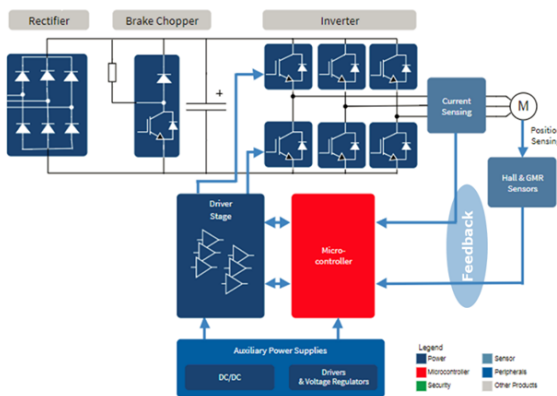 Rectifier
Brake Chopper
Inverter
+
Current
Sensing
M
Positio
Sensin
Hall & GMR
Sensors
Driver
Stage
Micro-
controller
Feedback
Auxiliary Power Supplies
DC/DC
Drivers
& Voltage Regulators
Legend
Power
Sensor
Microcontroller
Peripherals
Security
Other Products